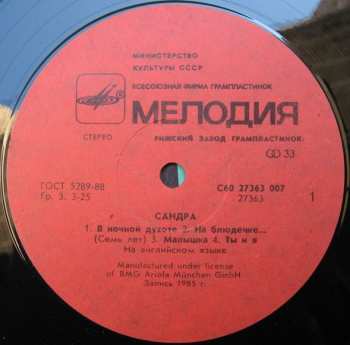 МИНИСТЕРСТВО
КУЛЬТУРЫ СССР
ВСЕСОЮЗНАЯ ФИРМА ГРАМПЛАСТИНОК
МЕЛОДИЯ
СТЕРЕО
РИЖСКИЙ ЗАВОД ГРАМПЛАСТИНОК
33
ГОСТ 5289-88
Гр. 3. 3-25
С60 27363 007
27363
1
САНДРА
1. В ночной духоте 2. На блюдечке...
(Семь лет) 3. Малышка 4. Ты и я
На английском языке
Manufactured under license
of BMG Ariola München GmbH
Запись 1985 г.